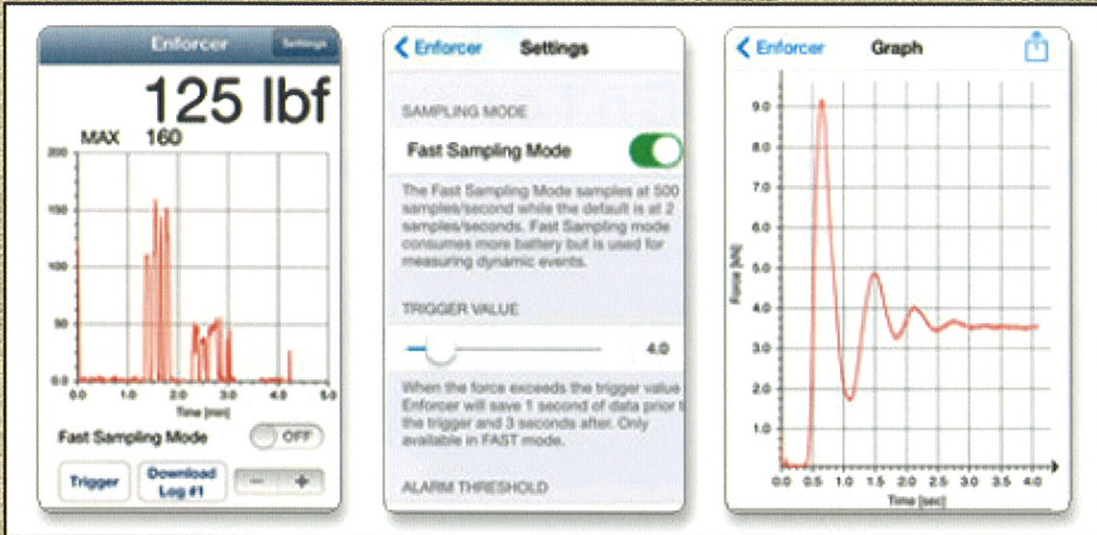 Enforcer Settings
125 lbf
MAX 160
200
150
100
50
0.0
0.0 1.0 2.0 3.0 4.0 5.0
Time [min]
Fast Sampling Mode OFF
Trigger
Download
Log #1
- +
Enforcer Settings
SAMPLING MODE
Fast Sampling Mode
The Fast Sampling Mode samples at 500
samples/second while the default is at 2
samples/seconds. Fast Sampling mode
consumes more battery but is used for
measuring dynamic events.
TRIGGER VALUE
4.0
When the force exceeds the trigger value
Enforcer will save 1 second of data prior t
the trigger and 3 seconds after. Only
available in FAST mode.
ALARM THRESHOLD
Enforcer Graph
9.0
8.0
7.0
6.0
5.0
4.0
3.0
2.0
1.0
Force [kN]
0.0 0.5 1.0 1.5 2.0 2.5 3.0 3.5 4.0
Time [sec]